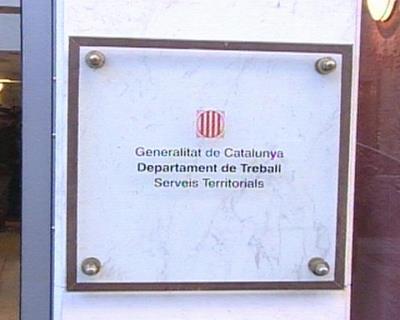 Generalitat de Catalunya
Departament de Treball
Serveis Territorials